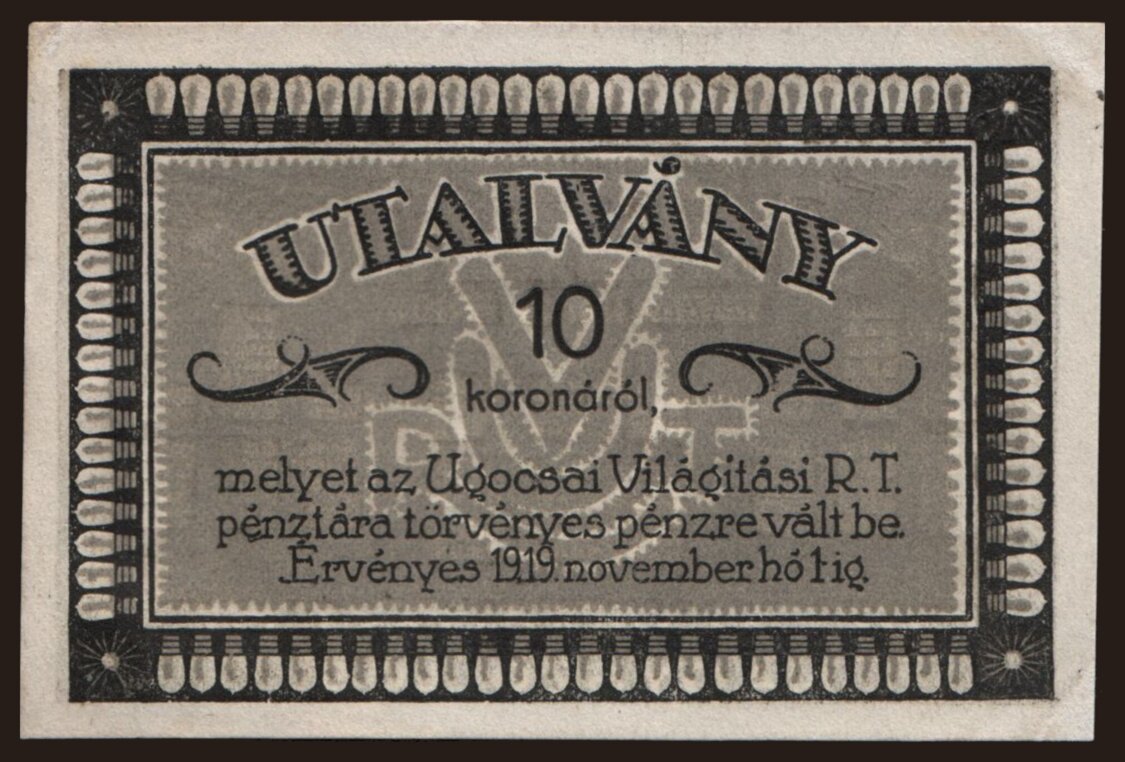 UTALVÁNY
10
koronáról,
melyet az Ugocsai Világitási R.T.
pénztára törvényes pénzre vált be.
Érvényes 1919. november hó 1 ig.